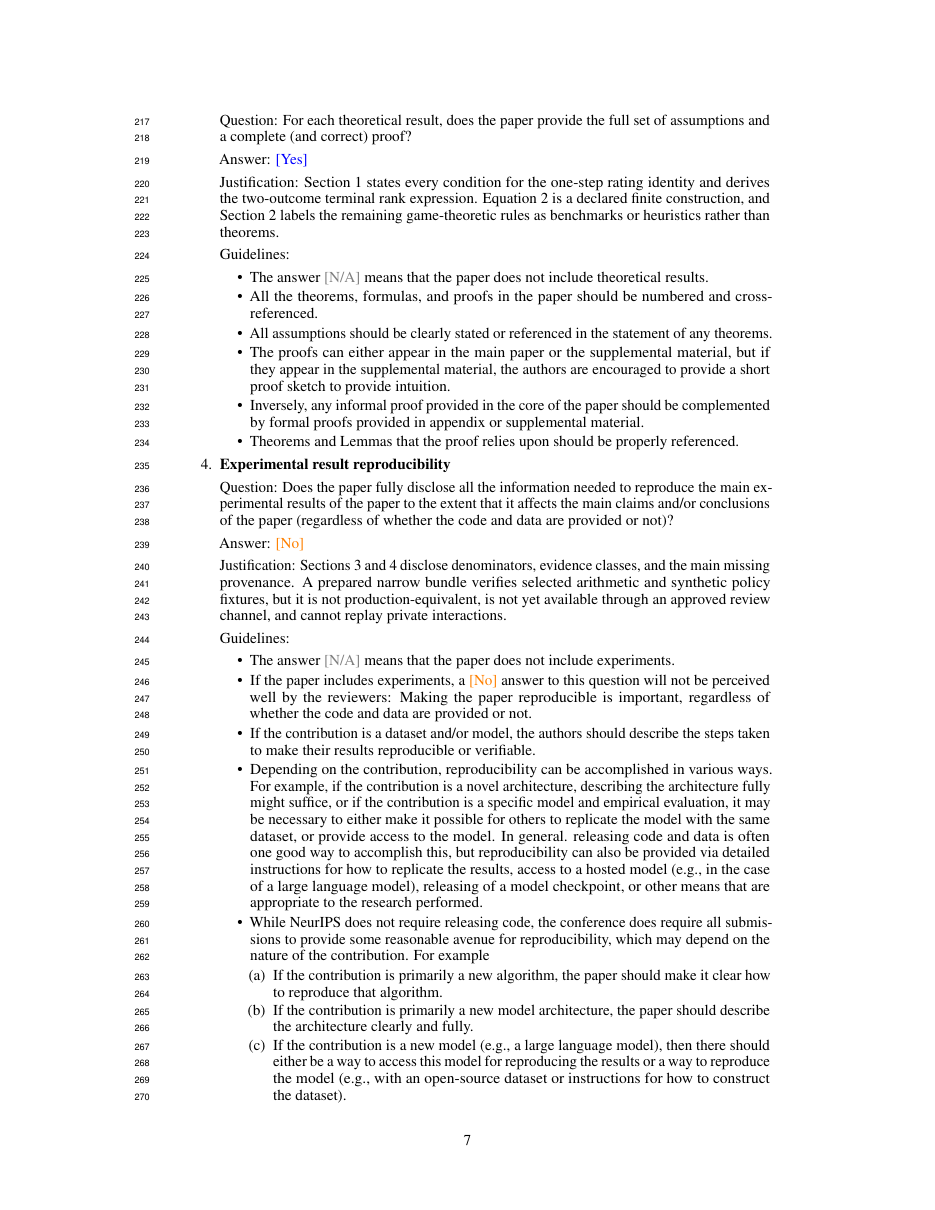 217 Question: For each theoretical result, does the paper provide the full set of assumptions and
218 a complete (and correct) proof?
219 Answer: [Yes]
220 Justification: Section 1 states every condition for the one-step rating identity and derives
221 the two-outcome terminal rank expression. Equation 2 is a declared finite construction, and
222 Section 2 labels the remaining game-theoretic rules as benchmarks or heuristics rather than
223 theorems.
224 Guidelines:
225 • The answer [N/A] means that the paper does not include theoretical results.
226 • All the theorems, formulas, and proofs in the paper should be numbered and cross-
227 referenced.
228 • All assumptions should be clearly stated or referenced in the statement of any theorems.
229 • The proofs can either appear in the main paper or the supplemental material, but if
230 they appear in the supplemental material, the authors are encouraged to provide a short
231 proof sketch to provide intuition.
232 • Inversely, any informal proof provided in the core of the paper should be complemented
233 by formal proofs provided in appendix or supplemental material.
234 • Theorems and Lemmas that the proof relies upon should be properly referenced.
235 4. Experimental result reproducibility
236 Question: Does the paper fully disclose all the information needed to reproduce the main ex-
237 perimental results of the paper to the extent that it affects the main claims and/or conclusions
238 of the paper (regardless of whether the code and data are provided or not)?
239 Answer: [No]
240 Justification: Sections 3 and 4 disclose denominators, evidence classes, and the main missing
241 provenance. A prepared narrow bundle verifies selected arithmetic and synthetic policy
242 fixtures, but it is not production-equivalent, is not yet available through an approved review
243 channel, and cannot replay private interactions.
244 Guidelines:
245 • The answer [N/A] means that the paper does not include experiments.
246 • If the paper includes experiments, a [No] answer to this question will not be perceived
247 well by the reviewers: Making the paper reproducible is important, regardless of
248 whether the code and data are provided or not.
249 • If the contribution is a dataset and/or model, the authors should describe the steps taken
250 to make their results reproducible or verifiable.
251 • Depending on the contribution, reproducibility can be accomplished in various ways.
252 For example, if the contribution is a novel architecture, describing the architecture fully
253 might suffice, or if the contribution is a specific model and empirical evaluation, it may
254 be necessary to either make it possible for others to replicate the model with the same
255 dataset, or provide access to the model. In general. releasing code and data is often
256 one good way to accomplish this, but reproducibility can also be provided via detailed
257 instructions for how to replicate the results, access to a hosted model (e.g., in the case
258 of a large language model), releasing of a model checkpoint, or other means that are
259 appropriate to the research performed.
260 • While NeurIPS does not require releasing code, the conference does require all submis-
261 sions to provide some reasonable avenue for reproducibility, which may depend on the
262 nature of the contribution. For example
263 (a) If the contribution is primarily a new algorithm, the paper should make it clear how
264 to reproduce that algorithm.
265 (b) If the contribution is primarily a new model architecture, the paper should describe
266 the architecture clearly and fully.
267 (c) If the contribution is a new model (e.g., a large language model), then there should
268 either be a way to access this model for reproducing the results or a way to reproduce
269 the model (e.g., with an open-source dataset or instructions for how to construct
270 the dataset).
7